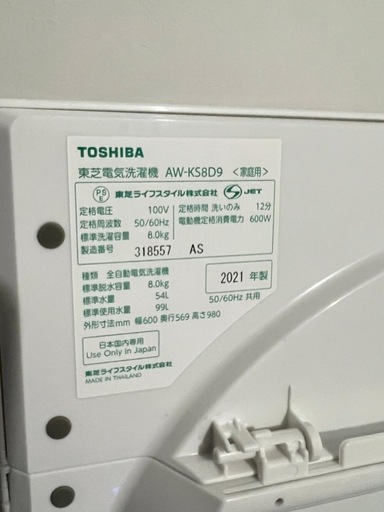 TOSHIBA
東芝電気洗濯機 AW-KS8D9 <家庭用>
PS E 東芝ライフスタイル株式会社 S JET
定格電圧 100V 定格時間 洗いのみ 12分
定格周波数 50/60Hz 電動機定格消費電力 600W
標準洗濯容量 8.0kg
製造番号 318557 AS
種類 全自動電気洗濯機
標準脱水容量 8.0kg 2021年製
標準水量 54L 50/60Hz 共用
標準使用水量 99L
外形寸法mm 幅600 奥行569 高さ980
日本国内専用
Use Only in Japan
東芝ライフスタイル株式会社
MADE IN THAILAND